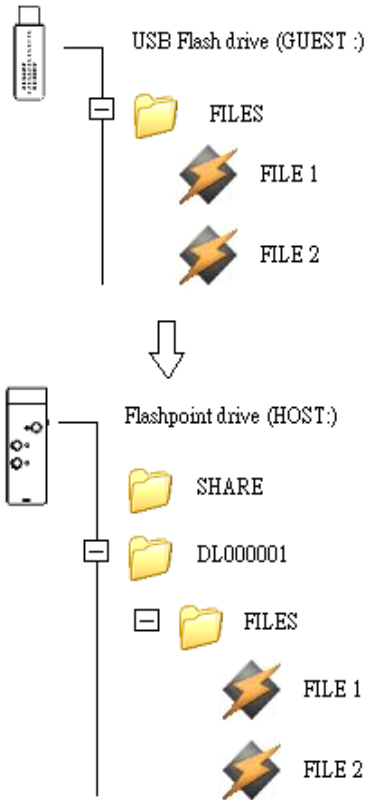 USB Flash drive (GUEST :)
FILES
FILE 1
FILE 2
Flashpoint drive (HOST:)
SHARE
DL000001
FILES
FILE 1
FILE 2